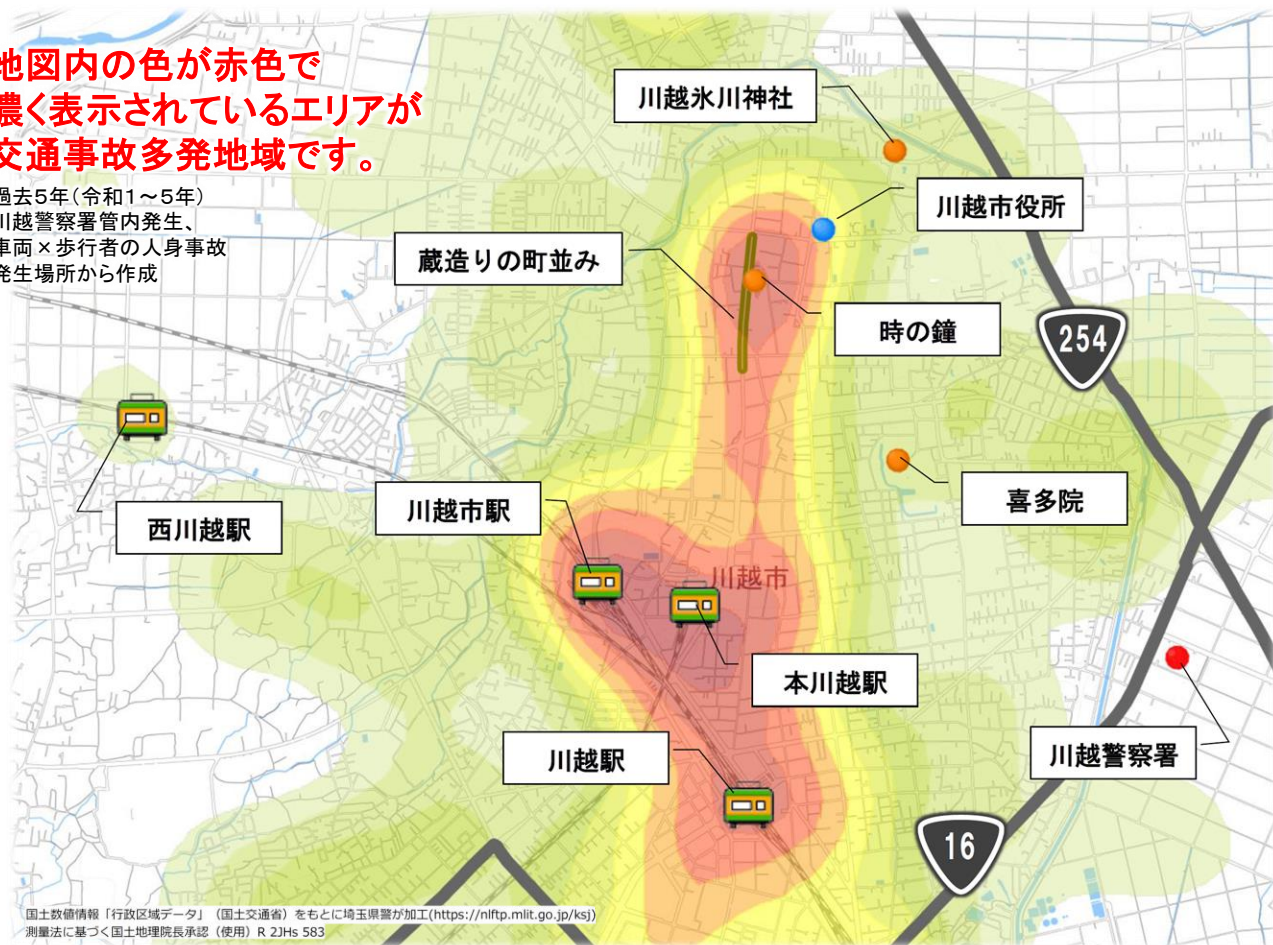 地図内の色が赤色で
濃く表示されているエリアが
交通事故多発地域です。
過去5年(令和1～5年)
川越警察署管内発生、
車両×歩行者の人身事故
発生場所から作成
川越氷川神社
川越市役所
蔵造りの町並み
時の鐘
254
西川越駅
川越市駅
喜多院
川越市
本川越駅
川越駅
川越警察署
16
国土数値情報「行政区域データ」（国土交通省）をもとに埼玉県警が加工(https://nlftp.mlit.go.jp/ksj)
測量法に基づく国土地理院長承認（使用）R 2JHs 583